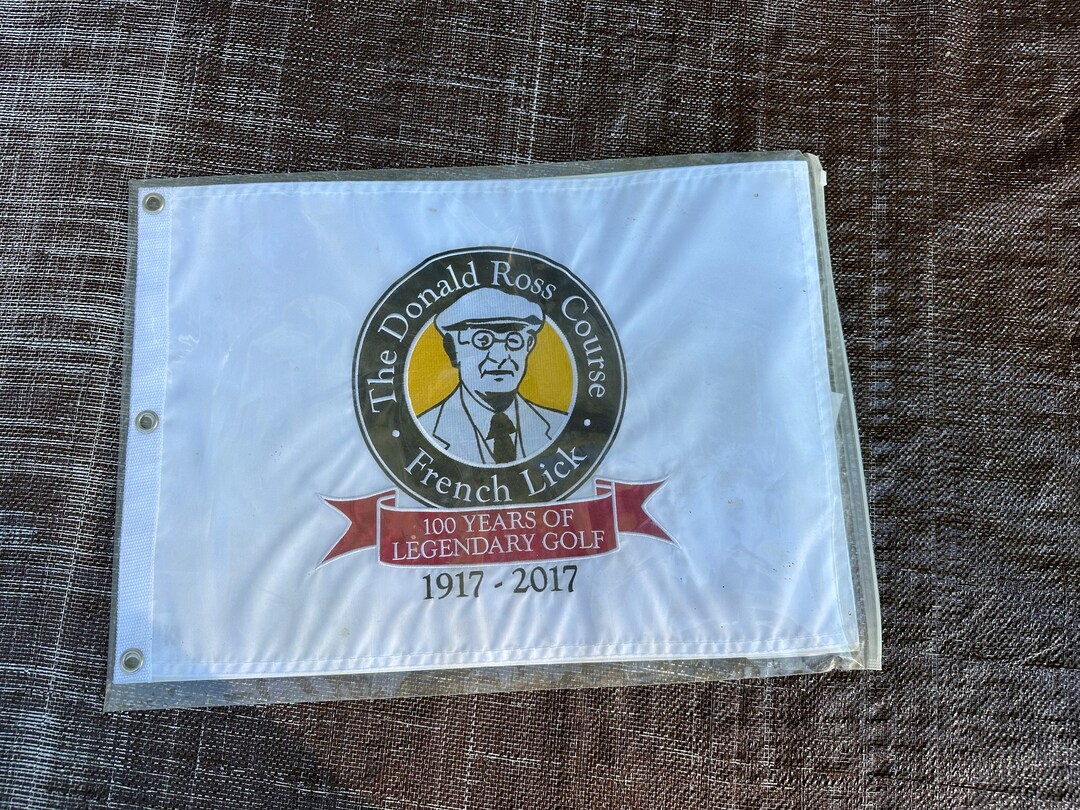 The Donald Ross Course
· French Lick ·
100 YEARS OF
LEGENDARY GOLF
1917 - 2017